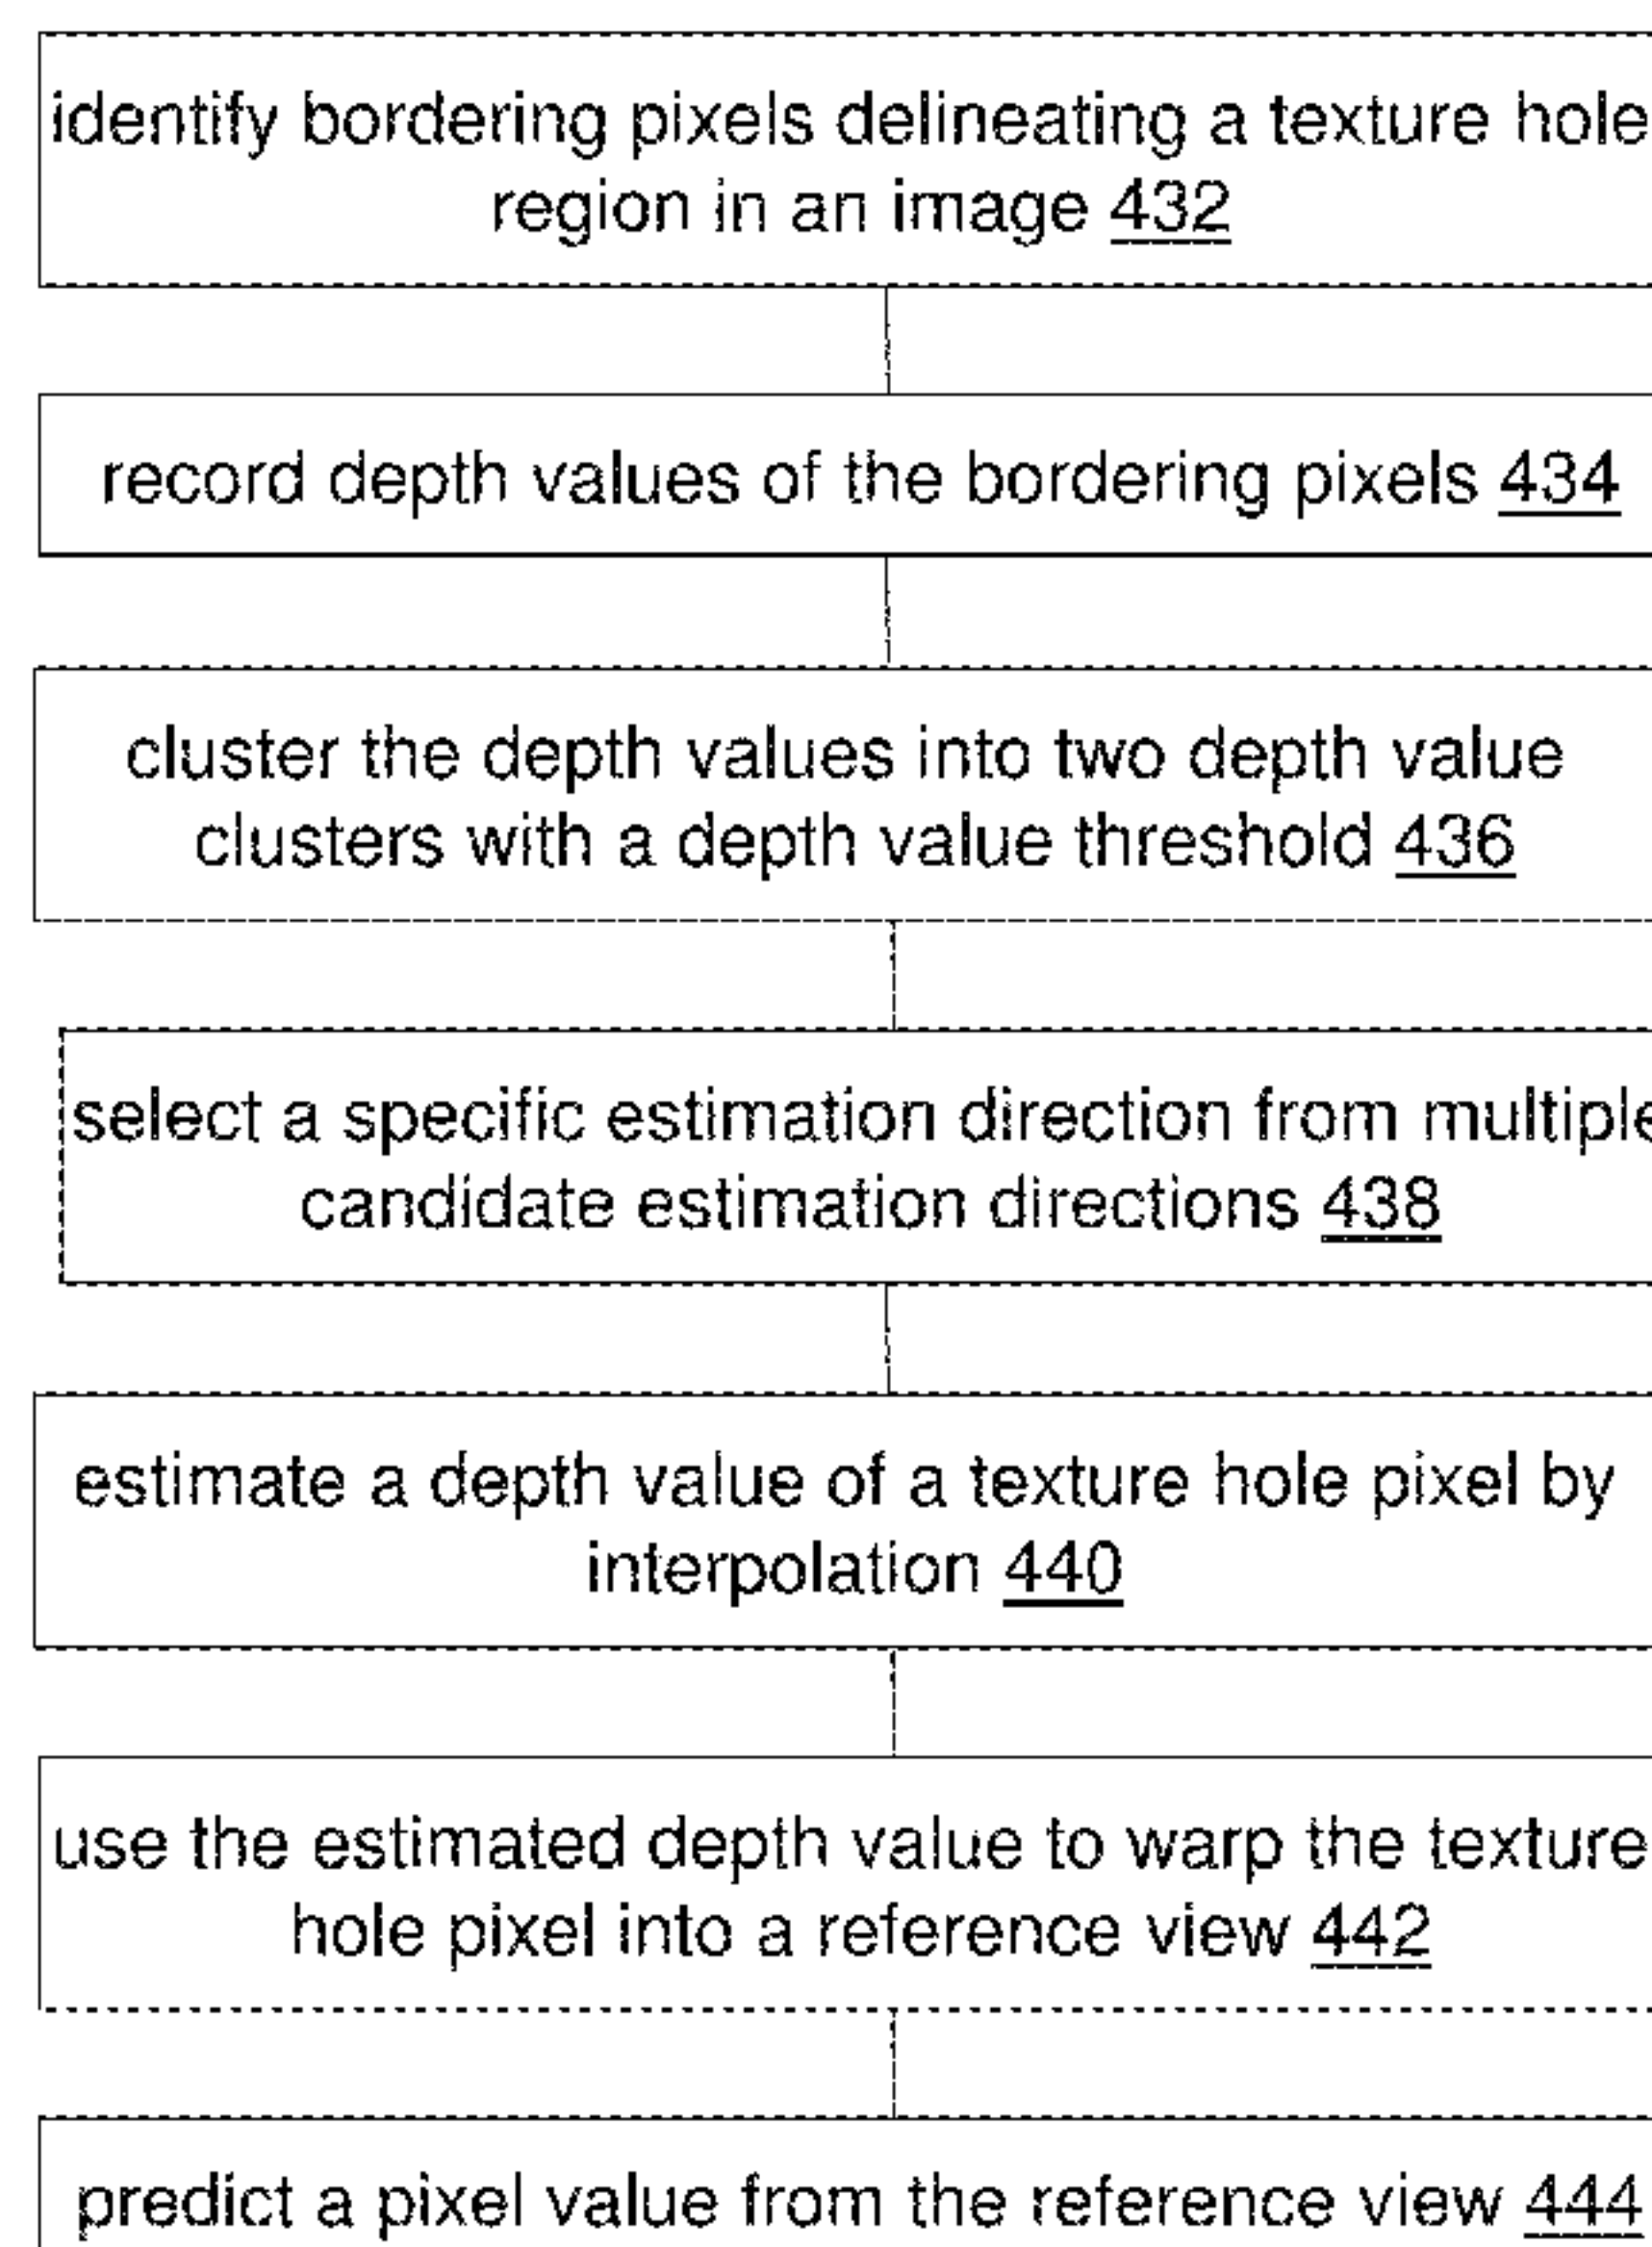 identify bordering pixels delineating a texture hole
region in an image 432
record depth values of the bordering pixels 434
cluster the depth values into two depth value
clusters with a depth value threshold 436
select a specific estimation direction from multiple
candidate estimation directions 438
estimate a depth value of a texture hole pixel by
interpolation 440
use the estimated depth value to warp the texture
hole pixel into a reference view 442
predict a pixel value from the reference view 444